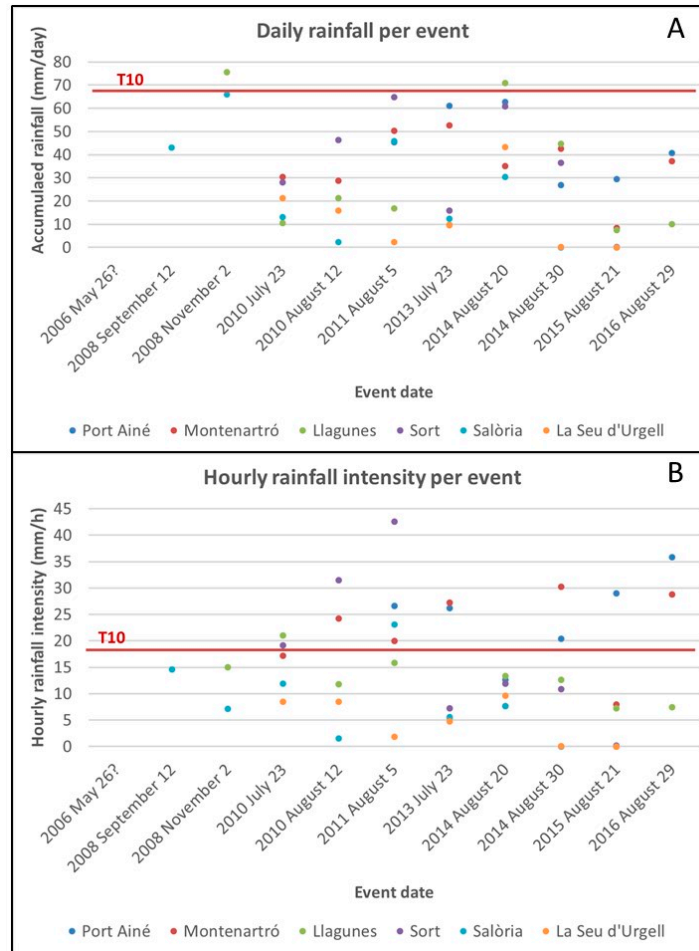 Daily rainfall per event
A
Accumulaed rainfall (mm/day)
80
70
60
50
40
30
20
10
0
T10
2006 May 26?
2008 September 12
2008 November 2
2010 July 23
2010 August 12
2011 August 5
2013 July 23
2014 August 20
2014 August 30
2015 August 21
2016 August 29
Event date
Port Ainé Montenartró Llagunes Sort Salòria La Seu d'Urgell
Hourly rainfall intensity per event
B
Hourly rainfall intensity (mm/h)
45
40
35
30
25
20
15
10
5
0
T10
2006 May 26?
2008 September 12
2008 November 2
2010 July 23
2010 August 12
2011 August 5
2013 July 23
2014 August 20
2014 August 30
2015 August 21
2016 August 29
Event date
Port Ainé Montenartró Llagunes Sort Salòria La Seu d'Urgell